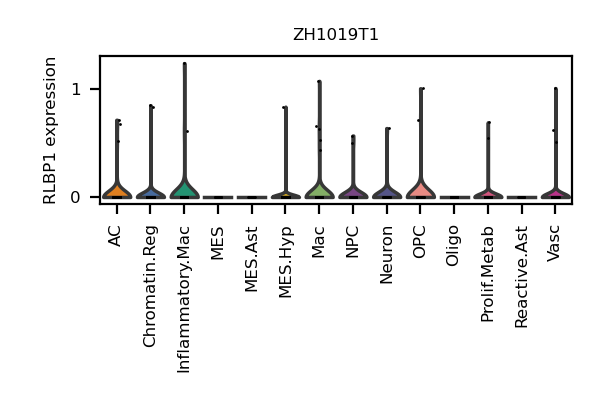 ZH1019T1
RLBP1 expression
1
0
AC
Chromatin.Reg
Inflammatory.Mac
MES
MES.Ast
MES.Hyp
Mac
NPC
Neuron
OPC
Oligo
Prolif.Metab
Reactive.Ast
Vasc